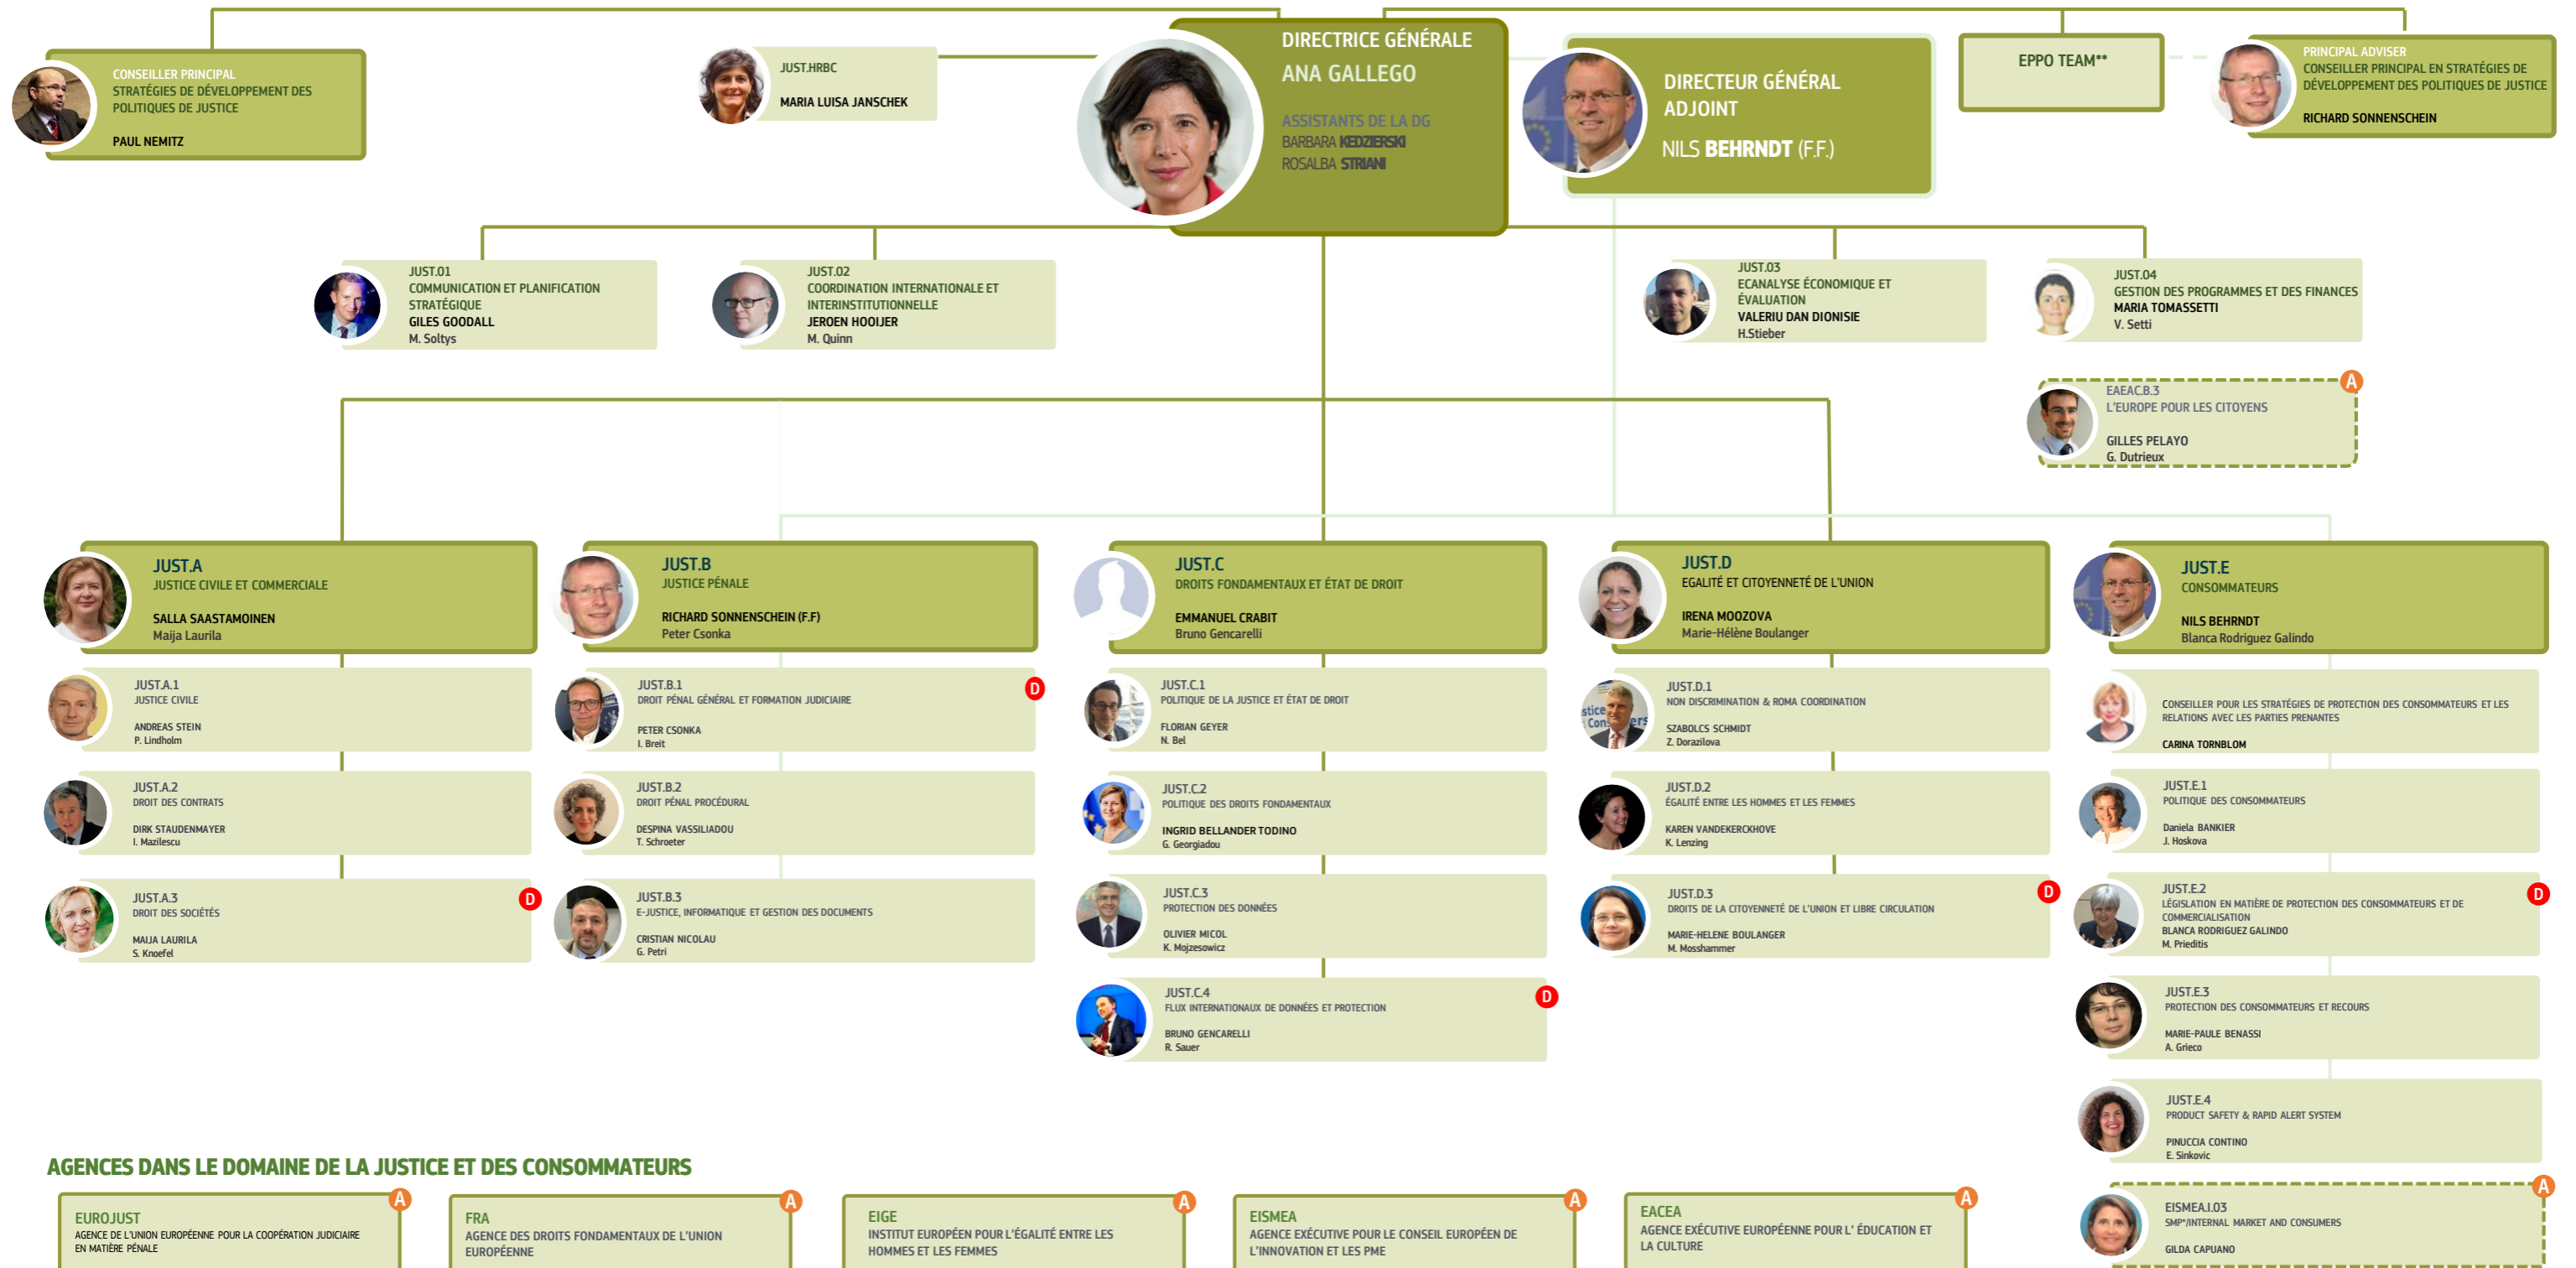 CONSEILLER PRINCIPAL
STRATÉGIES DE DÉVELOPPEMENT DES
POLITIQUES DE JUSTICE
PAUL NEMITZ
JUST.HRBC
MARIA LUISA JANSCHEK
DIRECTRICE GÉNÉRALE
ANA GALLEGO
ASSISTANTS DE LA DG
BARBARA KEDZIERSKI
ROSALBA STRIANI
DIRECTEUR GÉNÉRAL
ADJOINT
NILS BEHRNDT (F.F.)
EPPO TEAM**
PRINCIPAL ADVISER
CONSEILLER PRINCIPAL EN STRATÉGIES DE
DÉVELOPPEMENT DES POLITIQUES DE JUSTICE
RICHARD SONNENSCHEIN
JUST.01
COMMUNICATION ET PLANIFICATION
STRATÉGIQUE
GILES GOODALL
M. Soltys
JUST.02
COORDINATION INTERNATIONALE ET
INTERINSTITUTIONNELLE
JEROEN HOOIJER
M. Quinn
JUST.03
ECANALYSE ÉCONOMIQUE ET
ÉVALUATION
VALERIU DAN DIONISIE
H.Stieber
JUST.04
GESTION DES PROGRAMMES ET DES FINANCES
MARIA TOMASSETTI
V. Setti
A
EAEAC.B.3
L'EUROPE POUR LES CITOYENS
GILLES PELAYO
G. Dutrieux
JUST.A
JUSTICE CIVILE ET COMMERCIALE
SALLA SAASTAMOINEN
Maija Laurila
JUST.A.1
JUSTICE CIVILE
ANDREAS STEIN
P. Lindholm
JUST.A.2
DROIT DES CONTRATS
DIRK STAUDENMAYER
I. Mazilescu
D
JUST.A.3
DROIT DES SOCIÉTÉS
MAIJA LAURILA
S. Knoefel
JUST.B
JUSTICE PÉNALE
RICHARD SONNENSCHEIN (F.F)
Peter Csonka
D
JUST.B.1
DROIT PÉNAL GÉNÉRAL ET FORMATION JUDICIAIRE
PETER CSONKA
I. Breit
JUST.B.2
DROIT PÉNAL PROCÉDURAL
DESPINA VASSILIADOU
T. Schroeter
JUST.B.3
E-JUSTICE, INFORMATIQUE ET GESTION DES DOCUMENTS
CRISTIAN NICOLAU
G. Petri
JUST.C
DROITS FONDAMENTAUX ET ÉTAT DE DROIT
EMMANUEL CRABIT
Bruno Gencarelli
JUST.C.1
POLITIQUE DE LA JUSTICE ET ÉTAT DE DROIT
FLORIAN GEYER
N. Bel
JUST.C.2
POLITIQUE DES DROITS FONDAMENTAUX
INGRID BELLANDER TODINO
G. Georgiadou
JUST.C.3
PROTECTION DES DONNÉES
OLIVIER MICOL
K. Mojzesowicz
D
JUST.C.4
FLUX INTERNATIONAUX DE DONNÉES ET PROTECTION
BRUNO GENCARELLI
R. Sauer
JUST.D
EGALITÉ ET CITOYENNETÉ DE L'UNION
IRENA MOOZOVA
Marie-Hélène Boulanger
JUST.D.1
NON DISCRIMINATION & ROMA COORDINATION
SZABOLCS SCHMIDT
Z. Dorazilova
JUST.D.2
ÉGALITÉ ENTRE LES HOMMES ET LES FEMMES
KAREN VANDEKERCKHOVE
K. Lenzing
D
JUST.D.3
DROITS DE LA CITOYENNETÉ DE L'UNION ET LIBRE CIRCULATION
MARIE-HELENE BOULANGER
M. Mosshammer
JUST.E
CONSOMMATEURS
NILS BEHRNDT
Blanca Rodriguez Galindo
CONSEILLER POUR LES STRATÉGIES DE PROTECTION DES CONSOMMATEURS ET LES
RELATIONS AVEC LES PARTIES PRENANTES
CARINA TORNBLOM
JUST.E.1
POLITIQUE DES CONSOMMATEURS
Daniela BANKIER
J. Hoskova
D
JUST.E.2
LÉGISLATION EN MATIÈRE DE PROTECTION DES CONSOMMATEURS ET DE
COMMERCIALISATION
BLANCA RODRIGUEZ GALINDO
M. Prieditis
JUST.E.3
PROTECTION DES CONSOMMATEURS ET RECOURS
MARIE-PAULE BENASSI
A. Grieco
JUST.E.4
PRODUCT SAFETY & RAPID ALERT SYSTEM
PINUCCIA CONTINO
E. Sinkovic
A
EISMEA.I.03
SMP*/INTERNAL MARKET AND CONSUMERS
GILDA CAPUANO
AGENCES DANS LE DOMAINE DE LA JUSTICE ET DES CONSOMMATEURS
A
EUROJUST
AGENCE DE L'UNION EUROPÉENNE POUR LA COOPÉRATION JUDICIAIRE
EN MATIÈRE PÉNALE
A
FRA
AGENCE DES DROITS FONDAMENTAUX DE L'UNION
EUROPÉENNE
A
EIGE
INSTITUT EUROPÉEN POUR L'ÉGALITÉ ENTRE LES
HOMMES ET LES FEMMES
A
EISMEA
AGENCE EXÉCUTIVE POUR LE CONSEIL EUROPÉEN DE
L'INNOVATION ET LES PME
A
EACEA
AGENCE EXÉCUTIVE EUROPÉENNE POUR L' ÉDUCATION ET
LA CULTURE